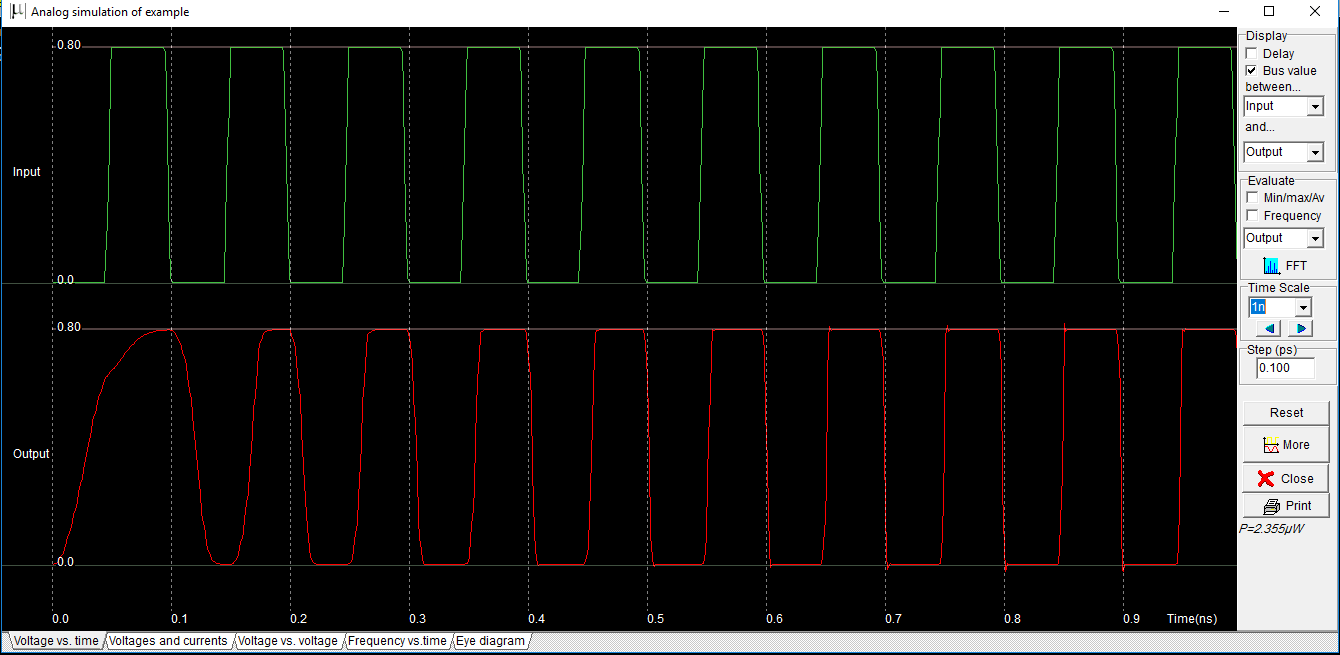 Analog simulation of example
0.80
Input
0.0
0.80
Output
0.0
0.0 0.1 0.2 0.3 0.4 0.5 0.6 0.7 0.8 0.9 Time(ns)
Voltage vs. time Voltages and currents Voltage vs. voltage Frequency vs.time Eye diagram
Display
Delay
Bus value
between...
Input
and...
Output
Evaluate
Min/max/Av
Frequency
Output
FFT
Time Scale
1n
Step (ps)
0.100
Reset
More
Close
Print
P=2.355µW